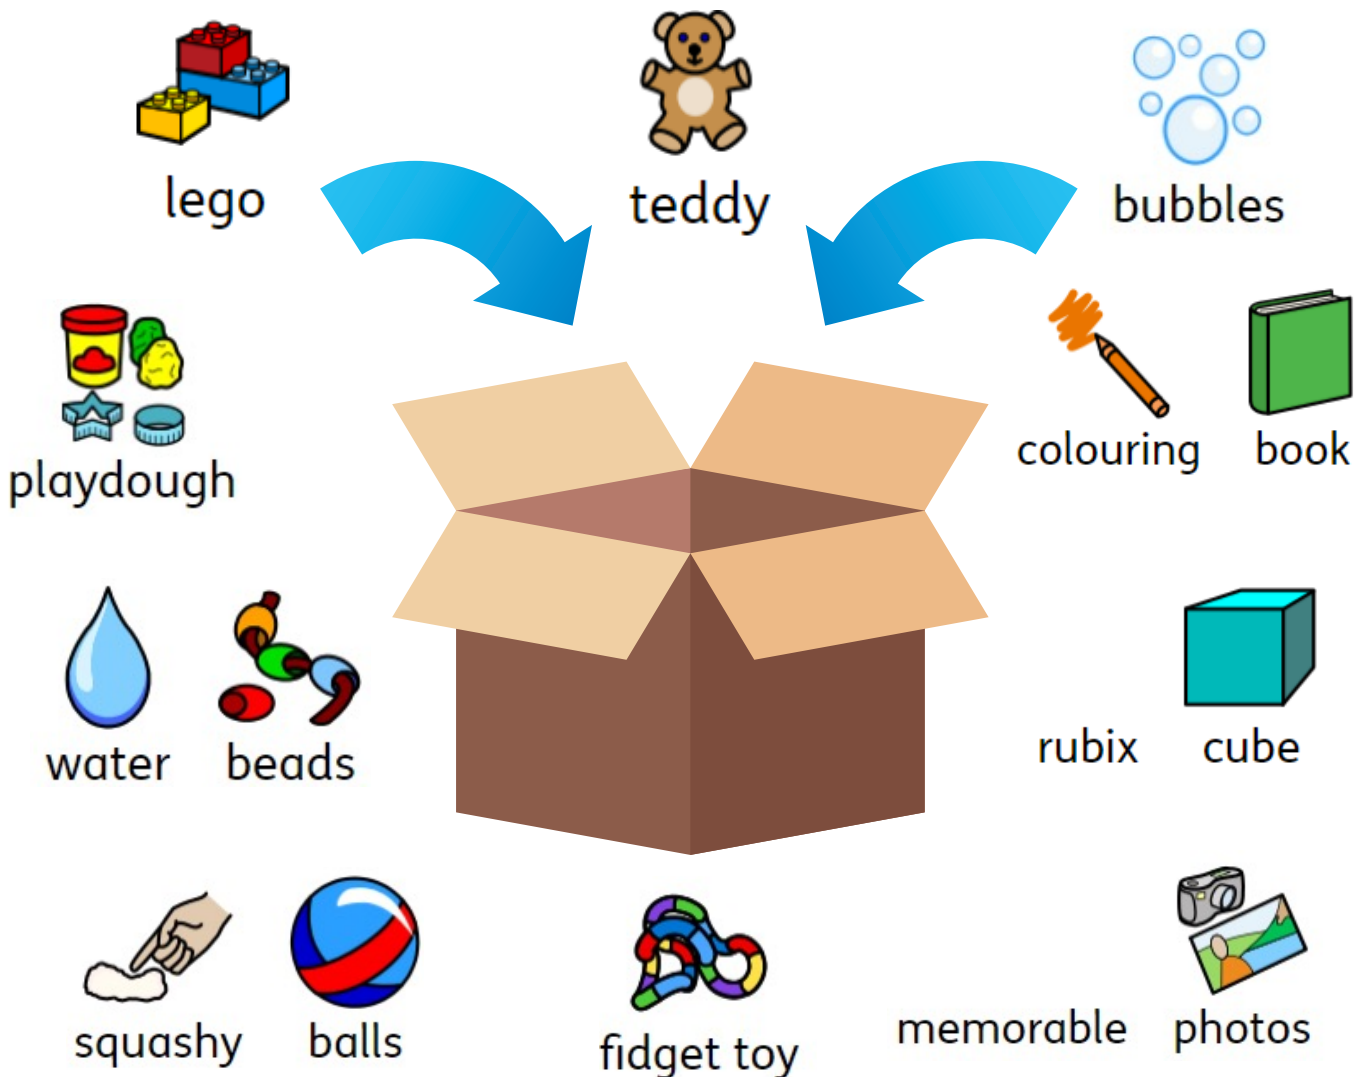 lego
teddy
bubbles
playdough
colouring book
water beads
rubix cube
squashy balls
fidget toy
memorable photos